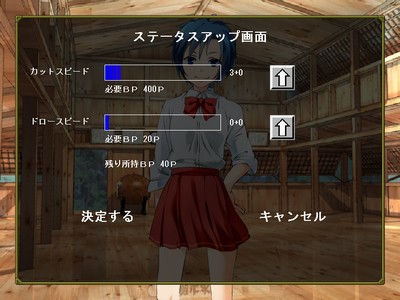 ステータスアップ画面
カットスピード 3+0
必要ＢＰ 400Ｐ
ドロースピード 0+0
必要ＢＰ 20Ｐ
残り所持ＢＰ 40Ｐ
決定する キャンセル